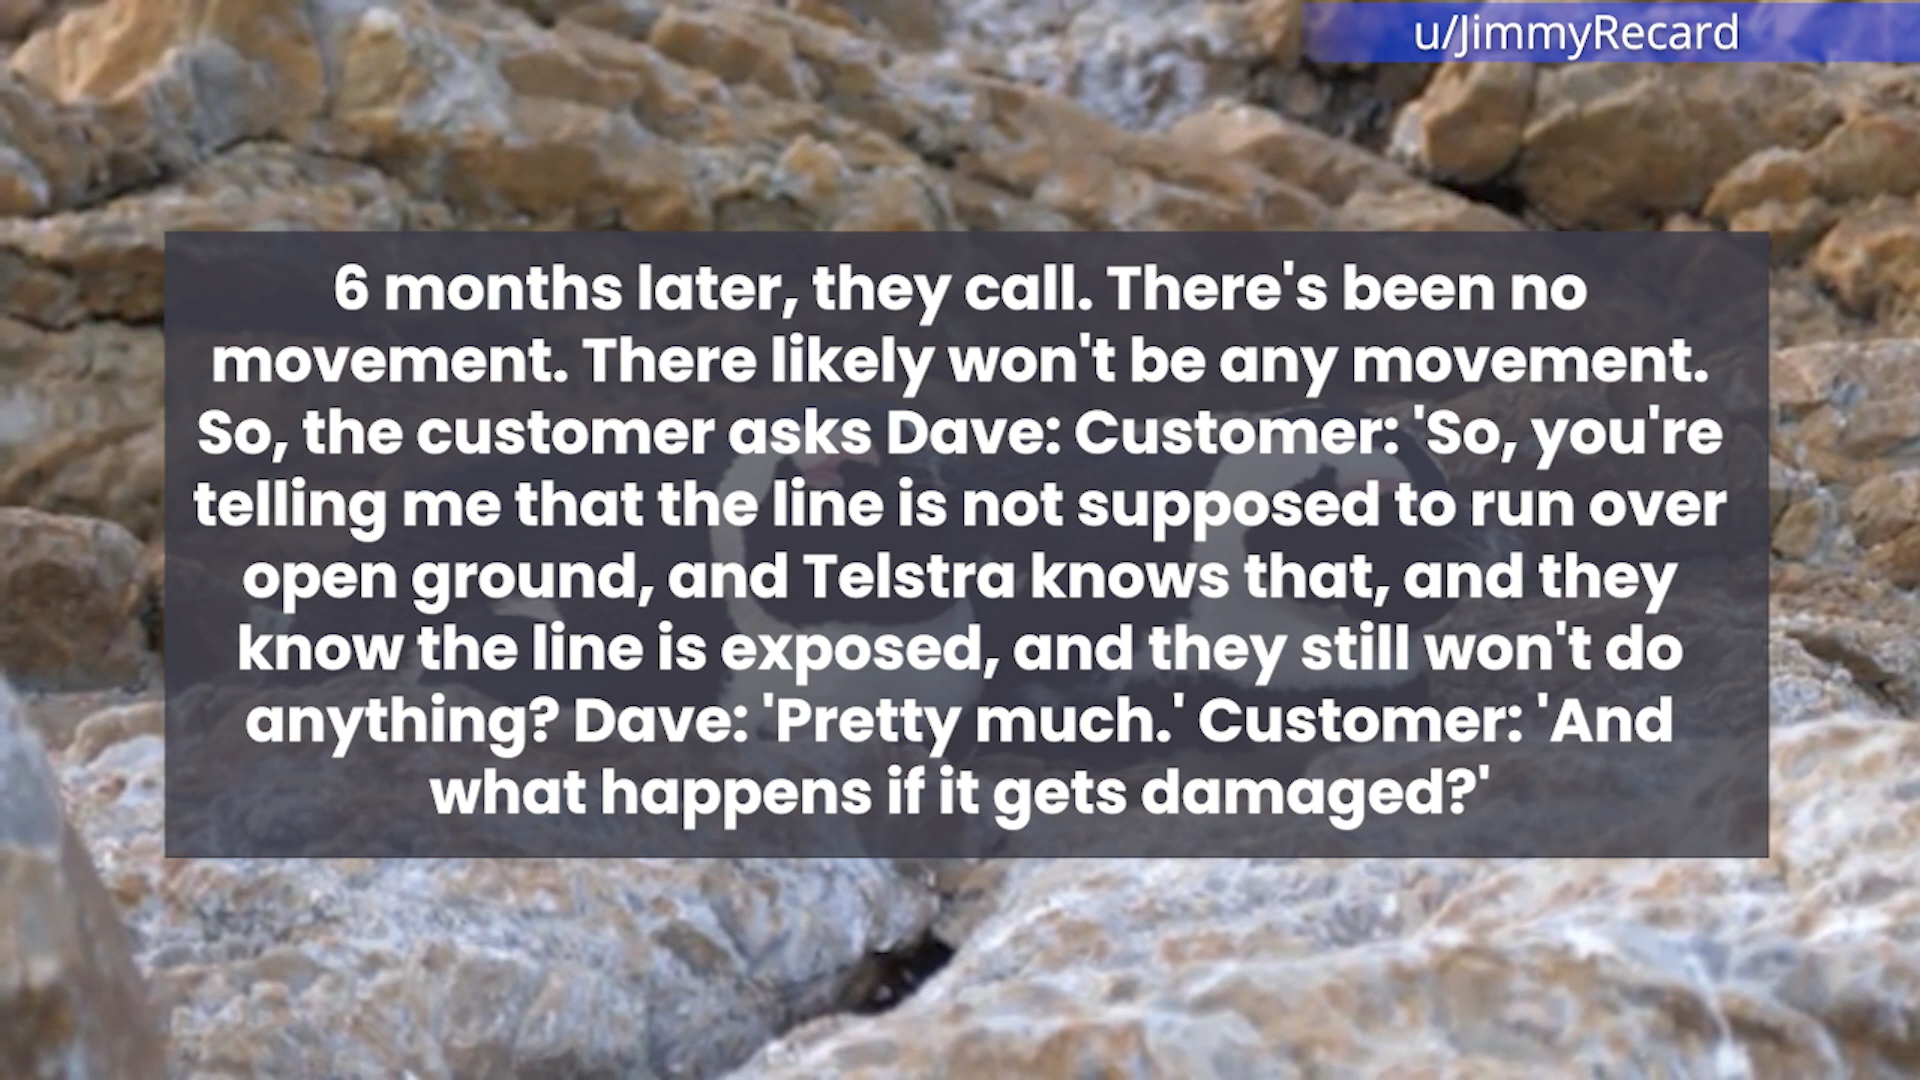 u/JimmyRecard
6 months later, they call. There's been no
movement. There likely won't be any movement.
So, the customer asks Dave: Customer: 'So, you're
telling me that the line is not supposed to run over
open ground, and Telstra knows that, and they
know the line is exposed, and they still won't do
anything? Dave: 'Pretty much.' Customer: 'And
what happens if it gets damaged?'